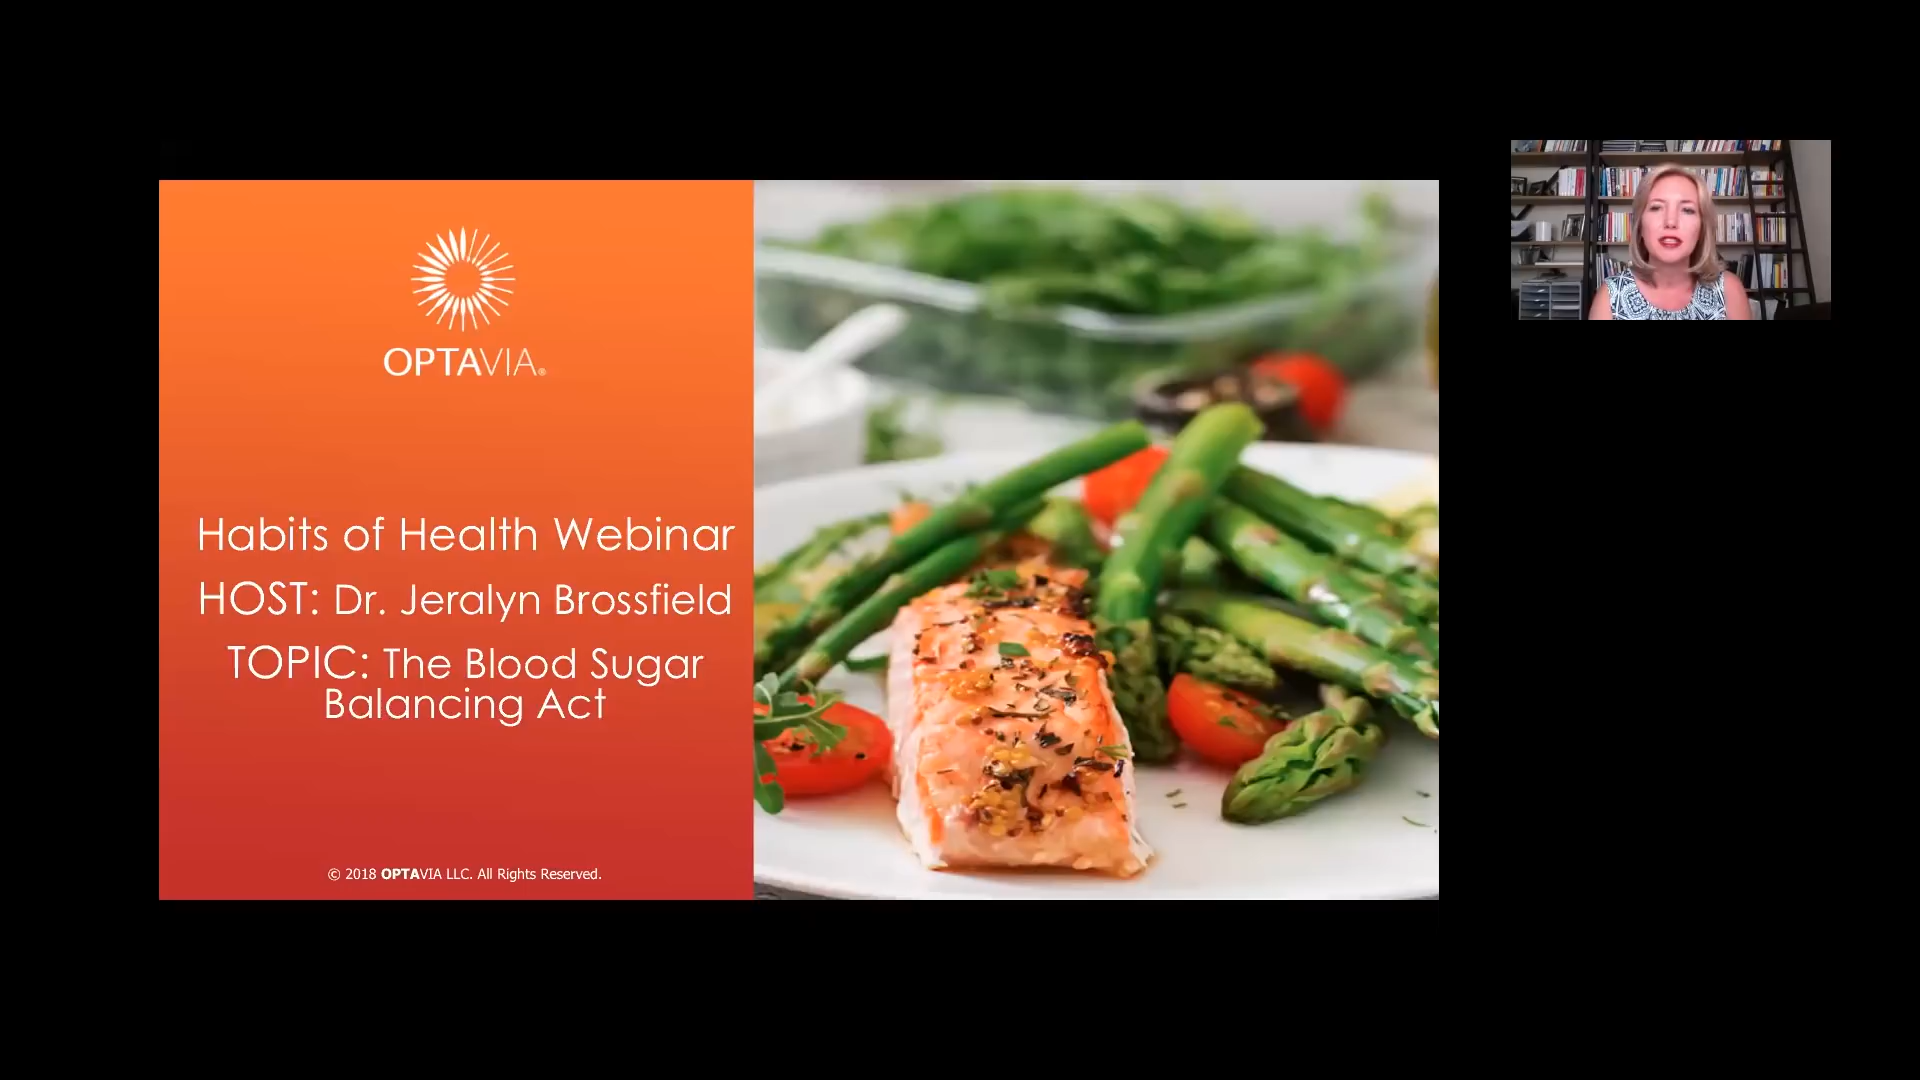 OPTAVIA®
Habits of Health Webinar
HOST: Dr. Jeralyn Brossfield
TOPIC: The Blood Sugar
Balancing Act
© 2018 OPTAVIA LLC. All Rights Reserved.